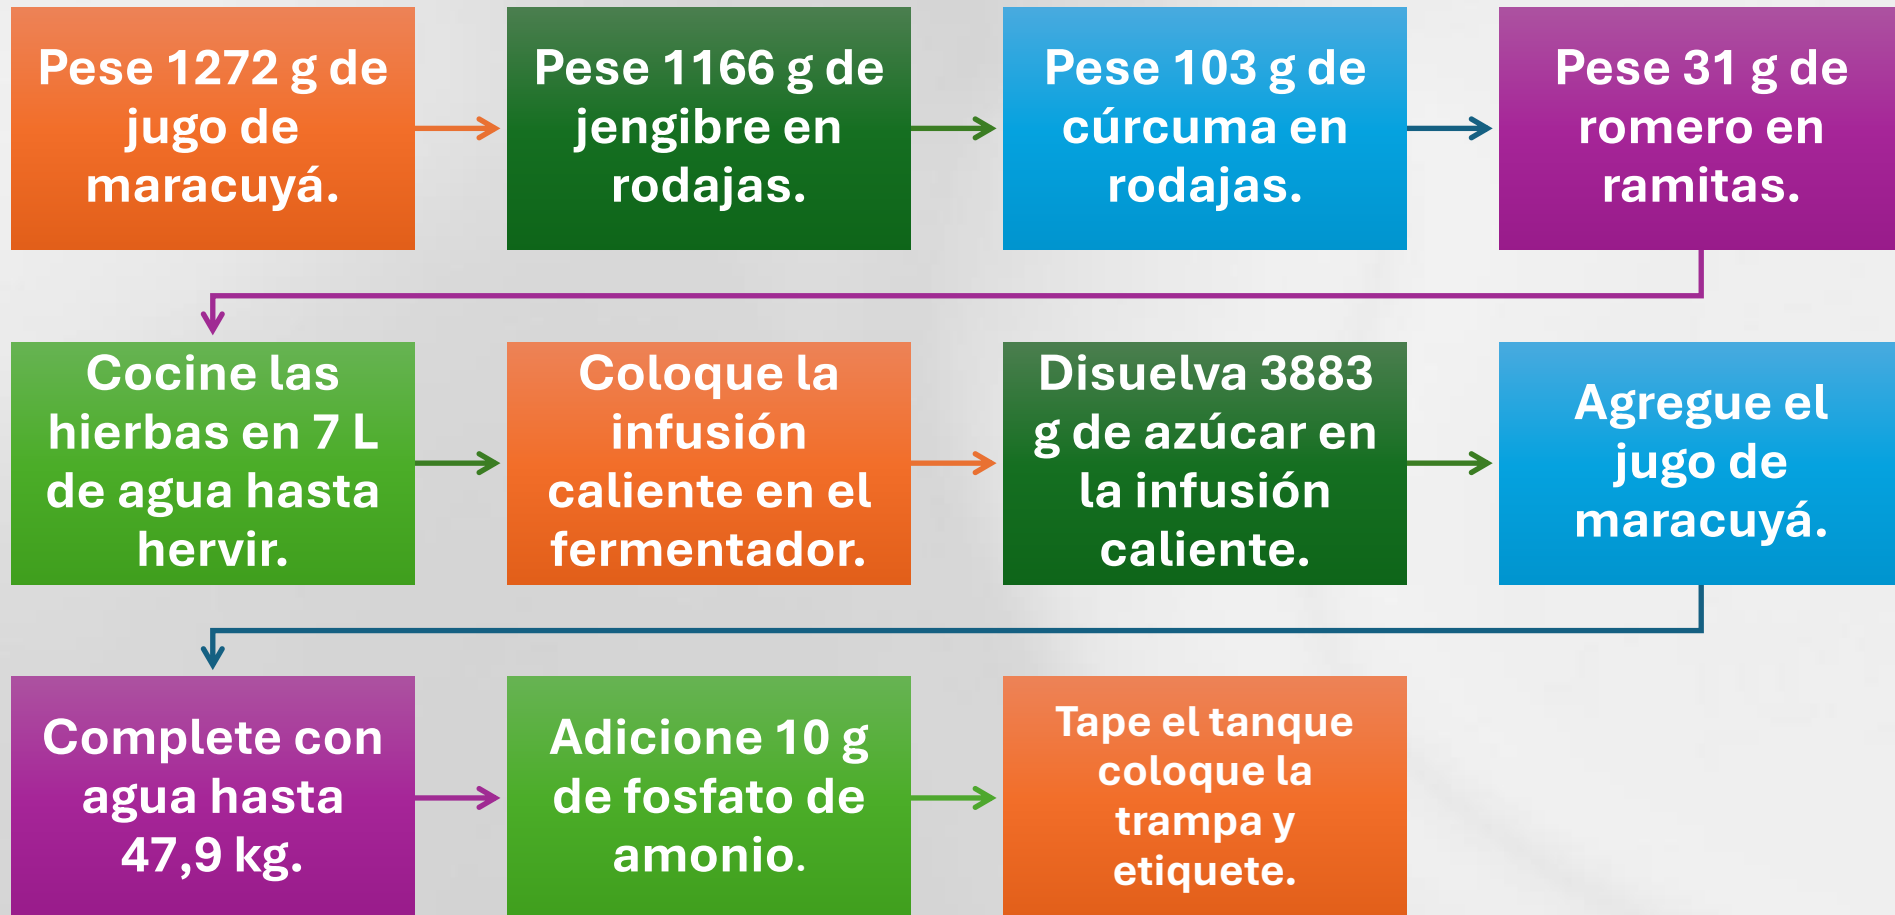 Pese 1272 g de
jugo de
maracuyá.
Pese 1166 g de
jengibre en
rodajas.
Pese 103 g de
cúrcuma en
rodajas.
Pese 31 g de
romero en
ramitas.
Cocine las
hierbas en 7 L
de agua hasta
hervir.
Coloque la
infusión
caliente en el
fermentador.
Disuelva 3883
g de azúcar en
la infusión
caliente.
Agregue el
jugo de
maracuyá.
Complete con
agua hasta
47,9 kg.
Adicione 10 g
de fosfato de
amonio.
Tape el tanque
coloque la
trampa y
etiquete.